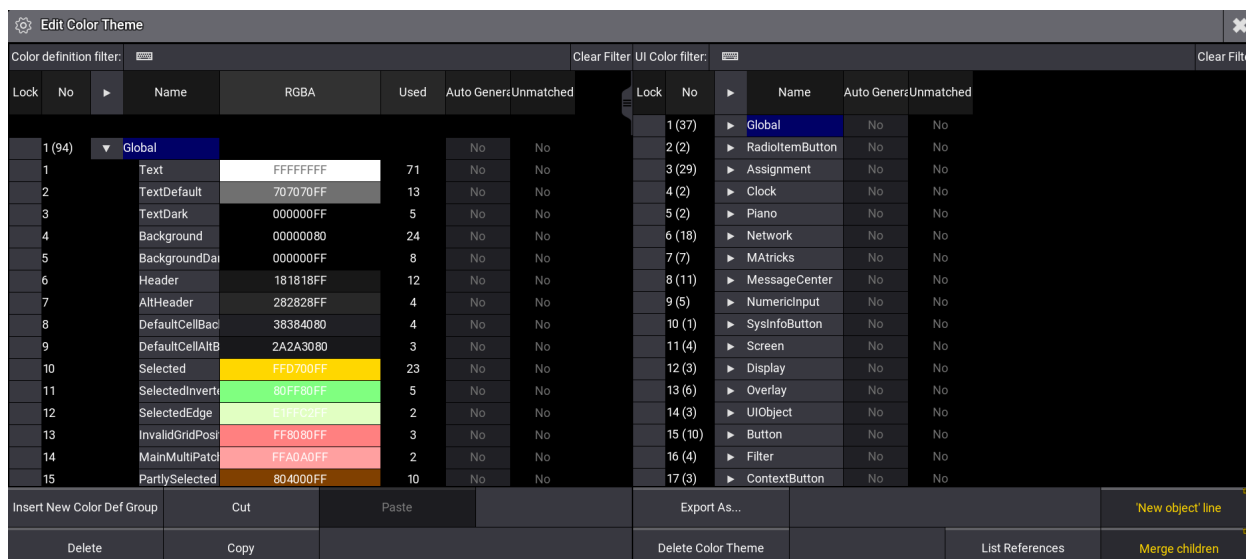 Edit Color Theme
Color definition filter: Clear Filter UI Color filter: Clear Filte
Lock No Name RGBA Used Auto Genera Unmatched Lock No Name Auto Genera Unmatched
1 (37) Global No No
1 (94) Global No No 2 (2) RadioItemButton No No
1 Text FFFFFFFF 71 No No 3 (29) Assignment No No
2 TextDefault 707070FF 13 No No 4 (2) Clock No No
3 TextDark 000000FF 5 No No 5 (2) Piano No No
4 Background 00000080 24 No No 6 (18) Network No No
5 BackgroundDar 000000FF 8 No No 7 (7) MAtricks No No
6 Header 181818FF 12 No No 8 (11) MessageCenter No No
7 AltHeader 282828FF 4 No No 9 (5) NumericInput No No
8 DefaultCellBac 38384080 4 No No 10 (1) SysInfoButton No No
9 DefaultCellAltB 2A2A3080 3 No No 11 (4) Screen No No
10 Selected FFD700FF 23 No No 12 (3) Display No No
11 SelectedInverte 80FF80FF 5 No No 13 (6) Overlay No No
12 SelectedEdge E1FFC2FF 2 No No 14 (3) UIObject No No
13 InvalidGridPosi FF8080FF 3 No No 15 (10) Button No No
14 MainMultiPatch FFA0A0FF 2 No No 16 (4) Filter No No
15 PartlySelected 804000FF 10 No No 17 (3) ContextButton No No
Insert New Color Def Group Cut Paste Export As... 'New object' line
Delete Copy Delete Color Theme List References Merge children